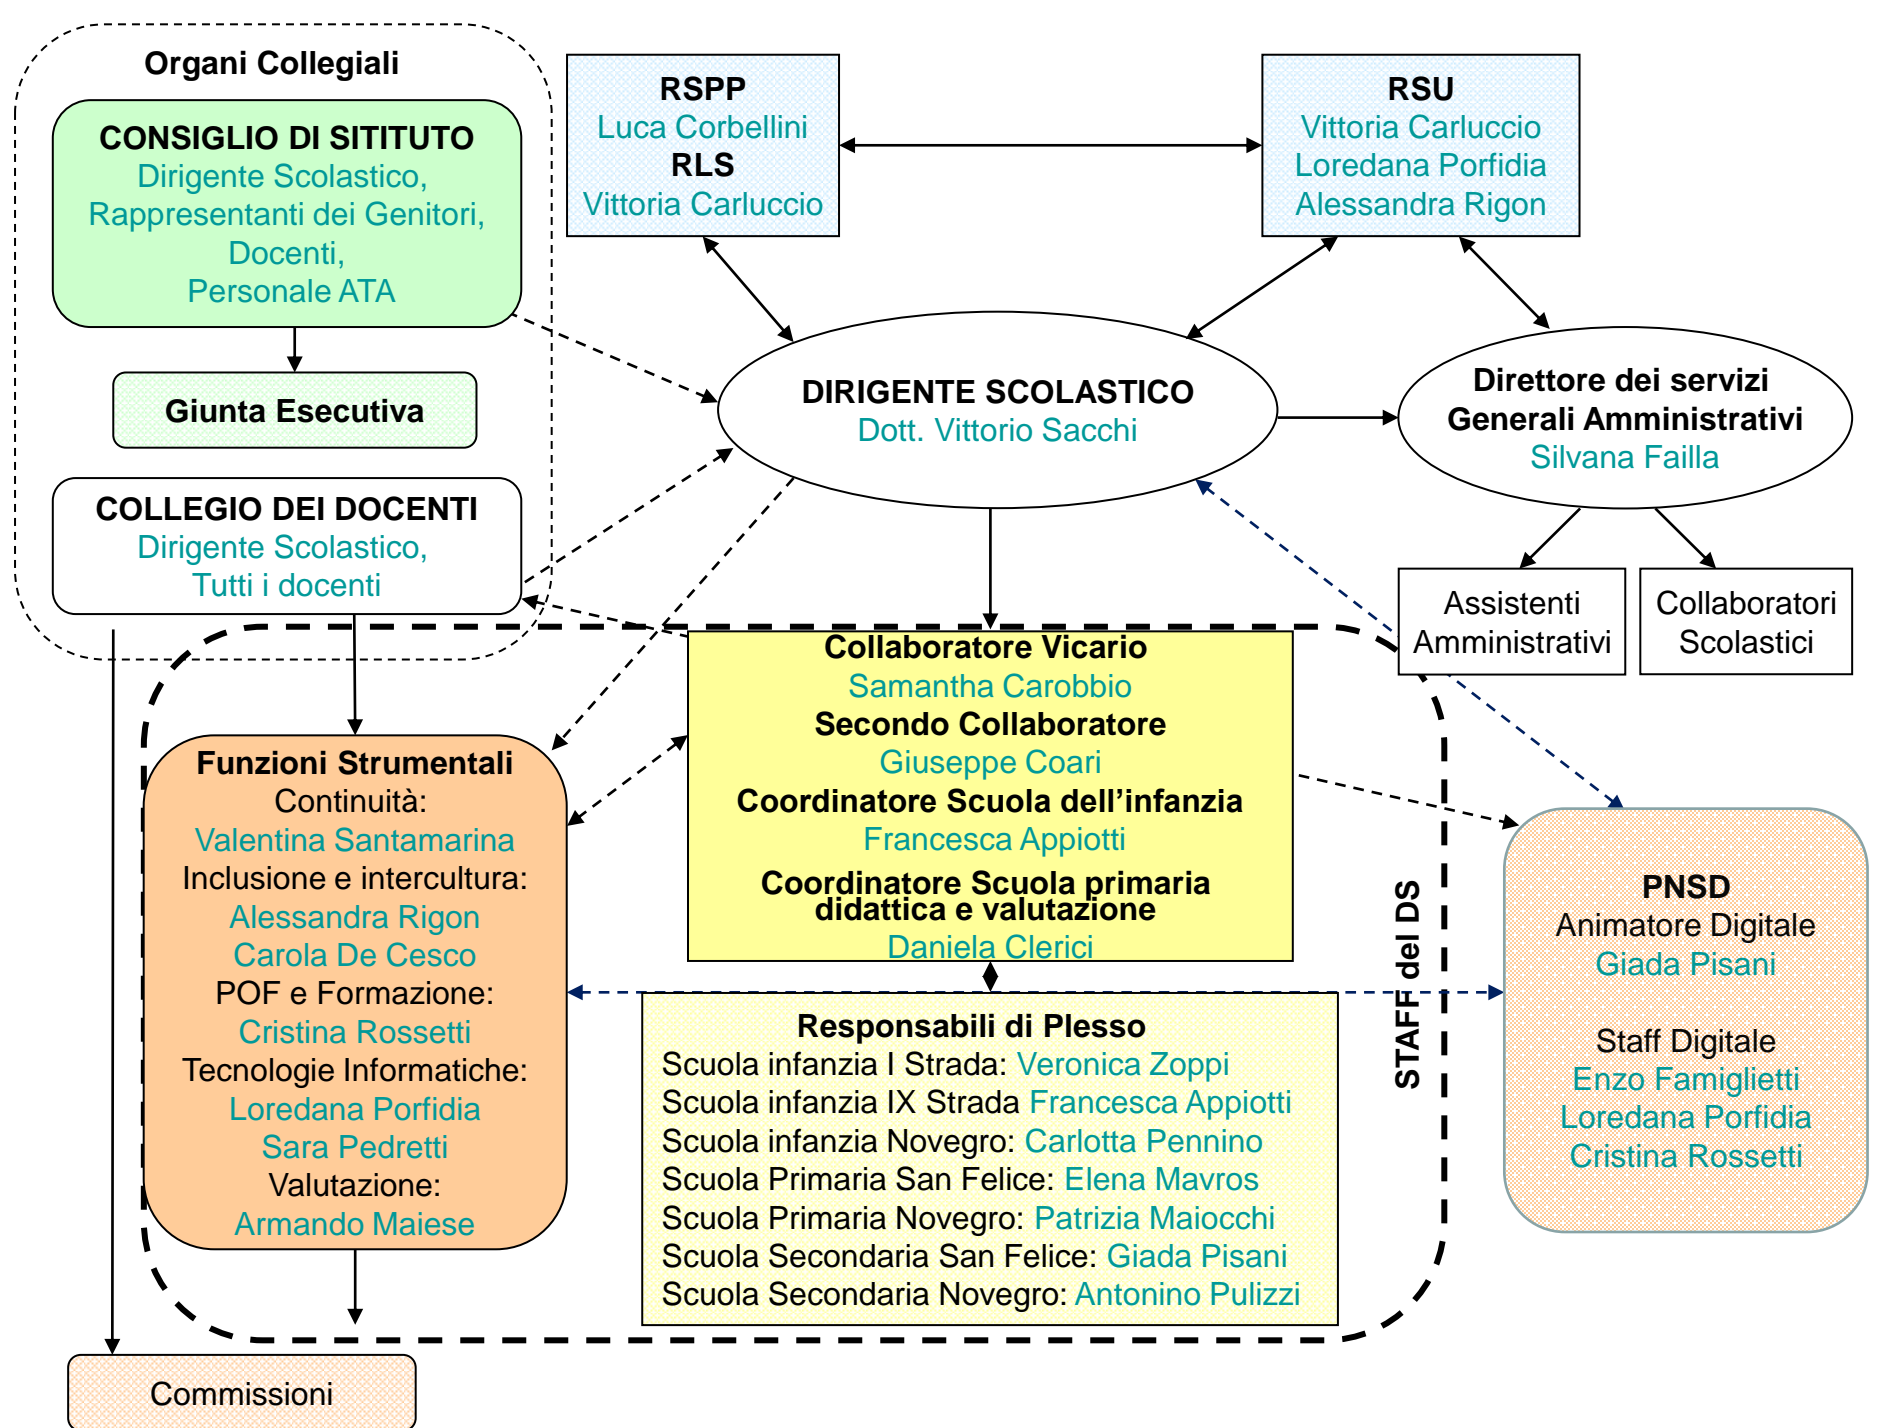 Organi Collegiali
CONSIGLIO DI SITITUTO
Dirigente Scolastico,
Rappresentanti dei Genitori,
Docenti,
Personale ATA
Giunta Esecutiva
COLLEGIO DEI DOCENTI
Dirigente Scolastico,
Tutti i docenti
RSPP
Luca Corbellini
RLS
Vittoria Carluccio
RSU
Vittoria Carluccio
Loredana Porfidia
Alessandra Rigon
DIRIGENTE SCOLASTICO
Dott. Vittorio Sacchi
Direttore dei servizi
Generali Amministrativi
Silvana Failla
Assistenti
Amministrativi
Collaboratori
Scolastici
Collaboratore Vicario
Samantha Carobbio
Secondo Collaboratore
Giuseppe Coari
Coordinatore Scuola dell’infanzia
Francesca Appiotti
Coordinatore Scuola primaria
didattica e valutazione
Daniela Clerici
Funzioni Strumentali
Continuità:
Valentina Santamarina
Inclusione e intercultura:
Alessandra Rigon
Carola De Cesco
POF e Formazione:
Cristina Rossetti
Tecnologie Informatiche:
Loredana Porfidia
Sara Pedretti
Valutazione:
Armando Maiese
Responsabili di Plesso
Scuola infanzia I Strada: Veronica Zoppi
Scuola infanzia IX Strada Francesca Appiotti
Scuola infanzia Novegro: Carlotta Pennino
Scuola Primaria San Felice: Elena Mavros
Scuola Primaria Novegro: Patrizia Maiocchi
Scuola Secondaria San Felice: Giada Pisani
Scuola Secondaria Novegro: Antonino Pulizzi
STAFF del DS
PNSD
Animatore Digitale
Giada Pisani
Staff Digitale
Enzo Famiglietti
Loredana Porfidia
Cristina Rossetti
Commissioni